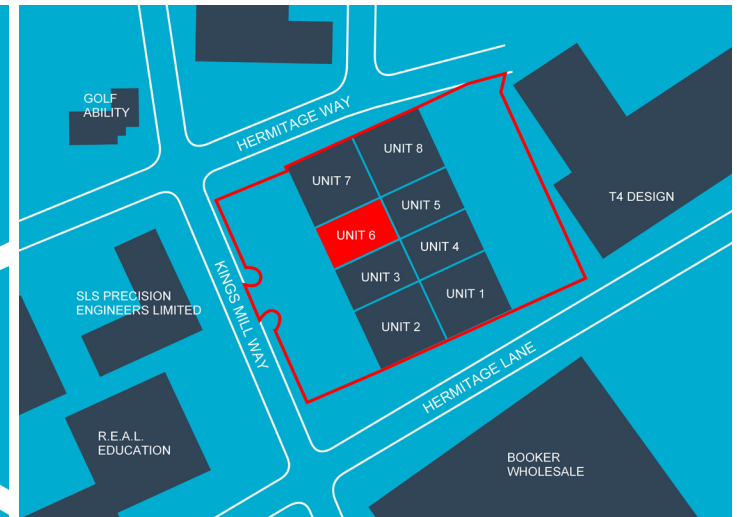 GOLF
ABILITY
HERMITAGE WAY
UNIT 8
UNIT 7
UNIT 5
T4 DESIGN
UNIT 6
UNIT 4
UNIT 3
UNIT 1
UNIT 2
SLS PRECISION
ENGINEERS LIMITED
KINGS MILL WAY
HERMITAGE LANE
R.E.A.L.
EDUCATION
BOOKER
WHOLESALE